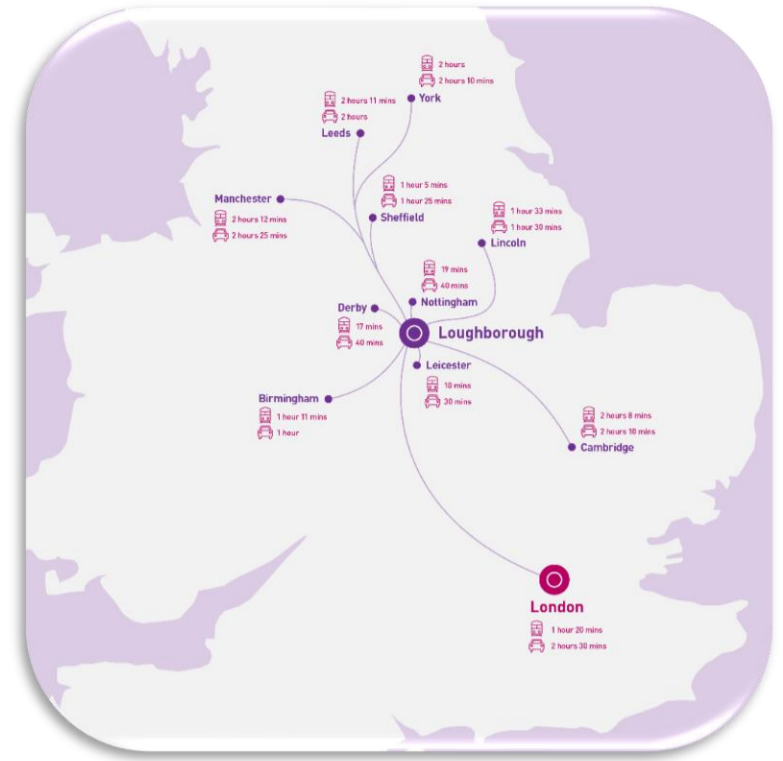 2 hours
2 hours 10 mins
York
2 hours 11 mins
2 hours
Leeds
Manchester
2 hours 12 mins
2 hours 25 mins
1 hour 5 mins
1 hour 25 mins
Sheffield
1 hour 33 mins
1 hour 30 mins
Lincoln
19 mins
40 mins
Nottingham
Derby
17 mins
40 mins
Loughborough
Leicester
10 mins
30 mins
Birmingham
1 hour 11 mins
1 hour
2 hours 8 mins
2 hours 10 mins
Cambridge
London
1 hour 20 mins
2 hours 30 mins